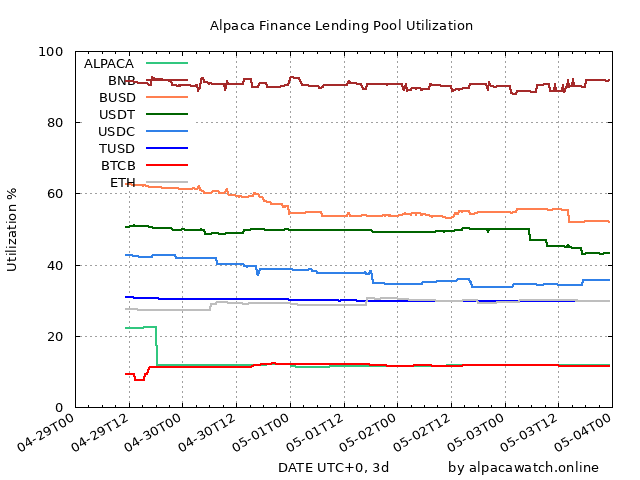 Alpaca Finance Lending Pool Utilization
100
80
60
40
20
0
Utilization %
ALPACA
BNB
BUSD
USDT
USDC
TUSD
BTCB
ETH
04-29T00
04-29T12
04-30T00
04-30T12
05-01T00
05-01T12
05-02T00
05-02T12
05-03T00
05-03T12
05-04T00
DATE UTC+0, 3d
by alpacawatch.online